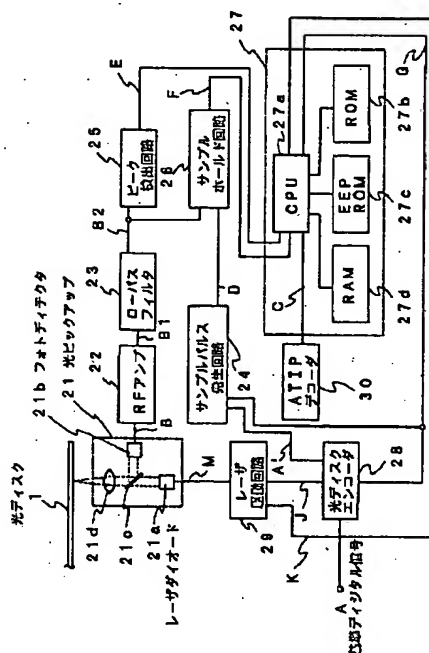 光ディスク
1
21b フォトディテクタ
21 光ピックアップ
21d
21c
21a
レーザダイオード
B
22
RFアンプ
B1
23
ローパス
フィルタ
B2
25
ピーク
検出回路
E
F
26
サンプル
ホールド回路
D
サンプルパルス
発生回路
24
M
A'
レーザ
駆動回路
29
J
K
光ディスク
エンコーダ
28
A
ディジタル信号
27
27a
CPU
C
ATIP
デコーダ
30
ROM
27b
EEP
ROM
27c
RAM
27d
G